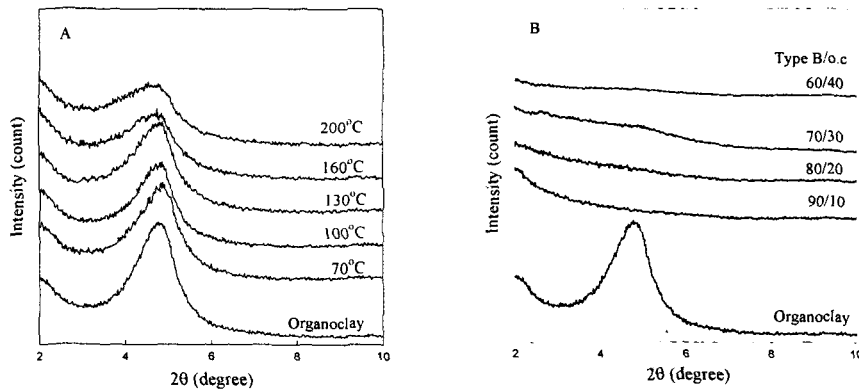 A
200°C
160°C
130°C
100°C
70°C
Organoclay
Intensity (count)
2 4 6 8 10
2θ (degree)
B
Type B/o.c
60/40
70/30
80/20
90/10
Organoclay
Intensity (count)
2 4 6 8 10
2θ (degree)